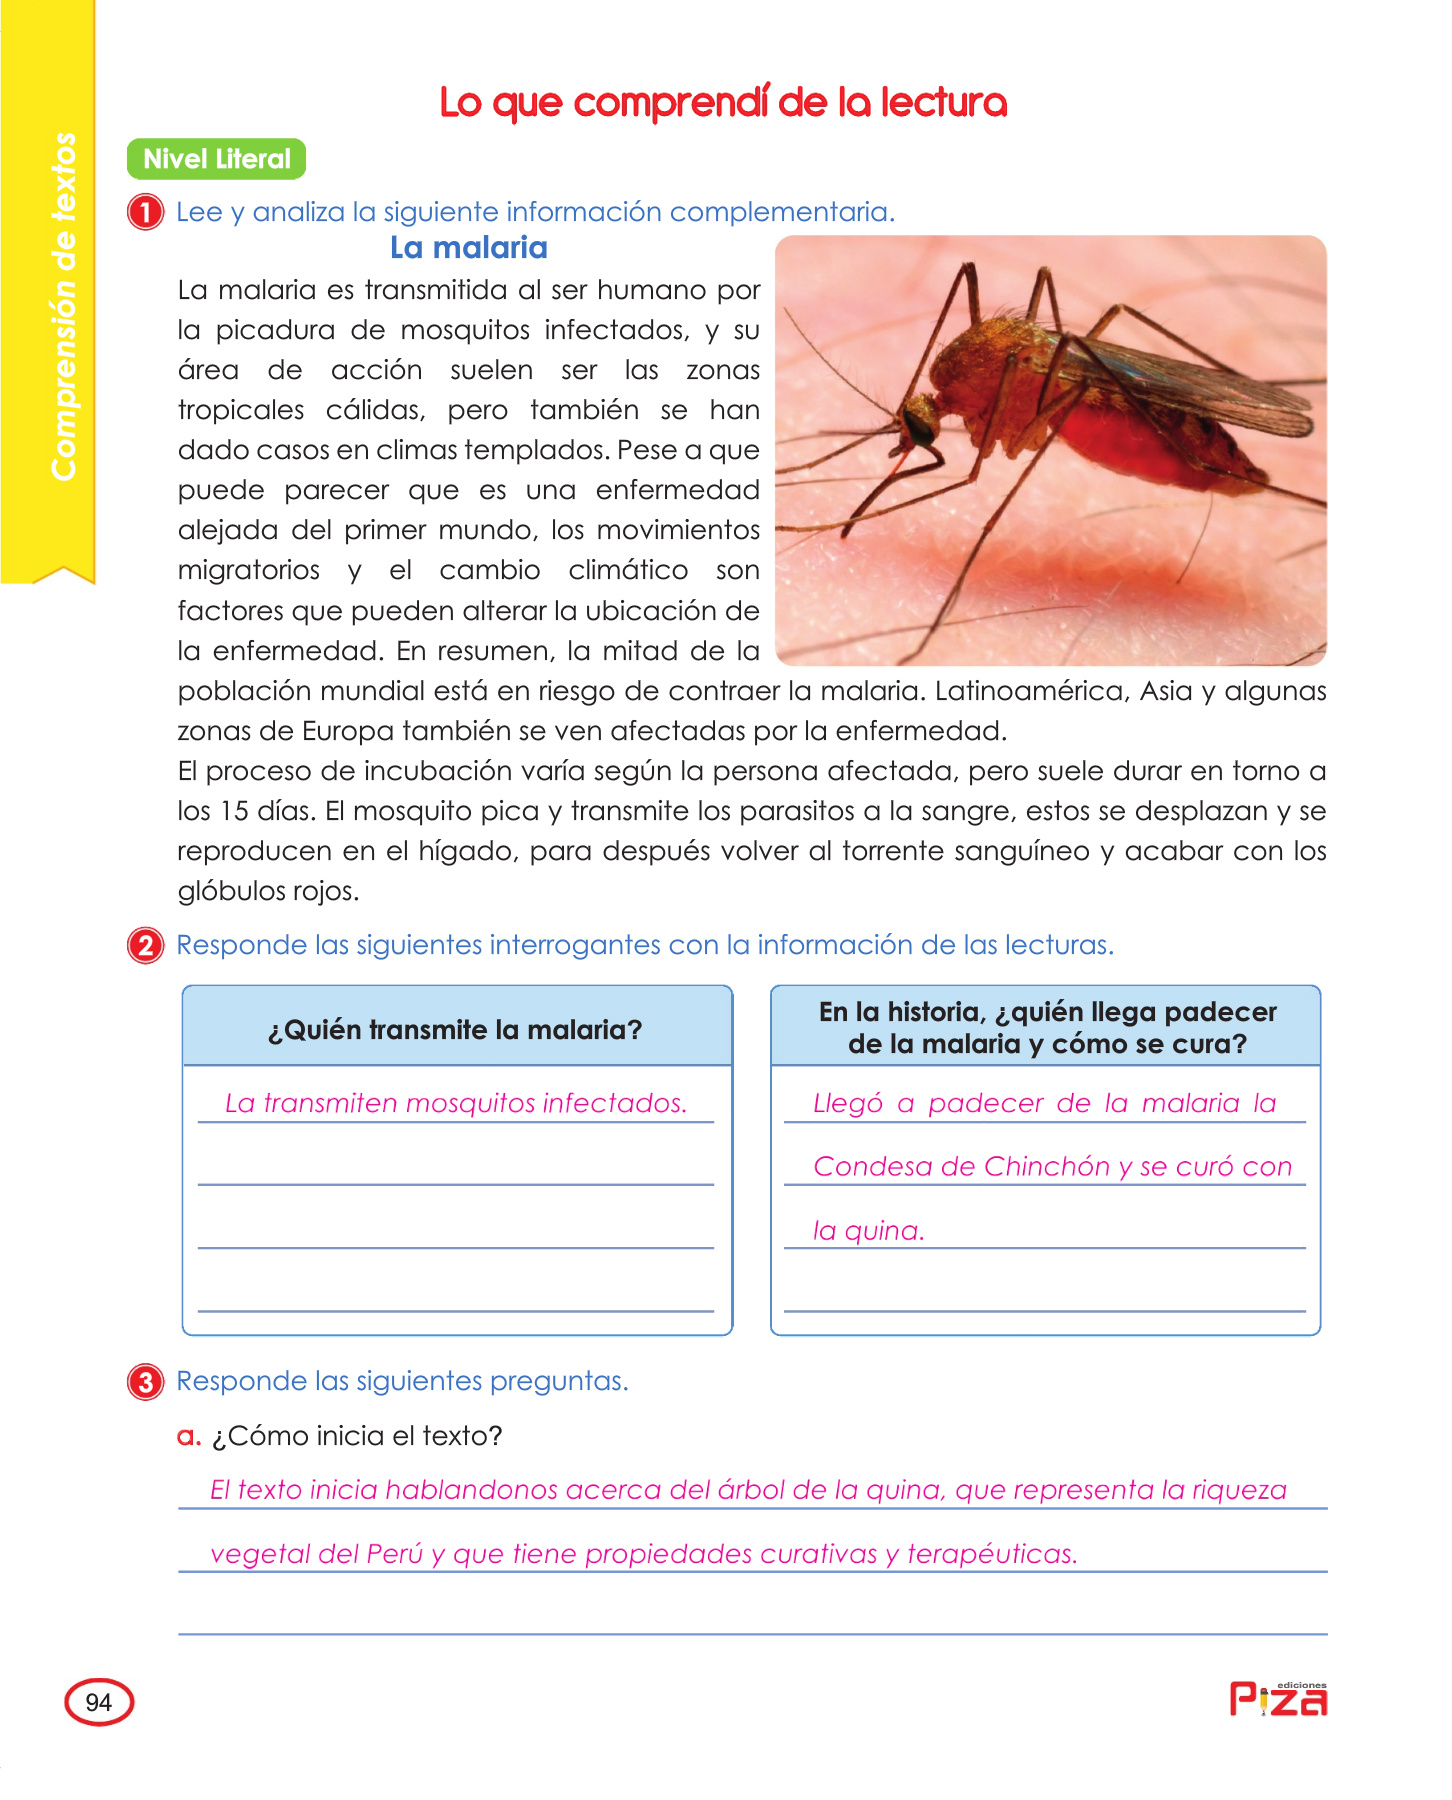 Comprensión de textos
Lo que comprendí de la lectura
Nivel Literal
1 Lee y analiza la siguiente información complementaria.
La malaria
La malaria es transmitida al ser humano por
la picadura de mosquitos infectados, y su
área de acción suelen ser las zonas
tropicales cálidas, pero también se han
dado casos en climas templados. Pese a que
puede parecer que es una enfermedad
alejada del primer mundo, los movimientos
migratorios y el cambio climático son
factores que pueden alterar la ubicación de
la enfermedad. En resumen, la mitad de la
población mundial está en riesgo de contraer la malaria. Latinoamérica, Asia y algunas
zonas de Europa también se ven afectadas por la enfermedad.
El proceso de incubación varía según la persona afectada, pero suele durar en torno a
los 15 días. El mosquito pica y transmite los parasitos a la sangre, estos se desplazan y se
reproducen en el hígado, para después volver al torrente sanguíneo y acabar con los
glóbulos rojos.
2 Responde las siguientes interrogantes con la información de las lecturas.
¿Quién transmite la malaria?
La transmiten mosquitos infectados.
En la historia, ¿quién llega padecer
de la malaria y cómo se cura?
Llegó a padecer de la malaria la
Condesa de Chinchón y se curó con
la quina.
3 Responde las siguientes preguntas.
a. ¿Cómo inicia el texto?
El texto inicia hablandonos acerca del árbol de la quina, que representa la riqueza
vegetal del Perú y que tiene propiedades curativas y terapéuticas.
94
ediciones
Piza